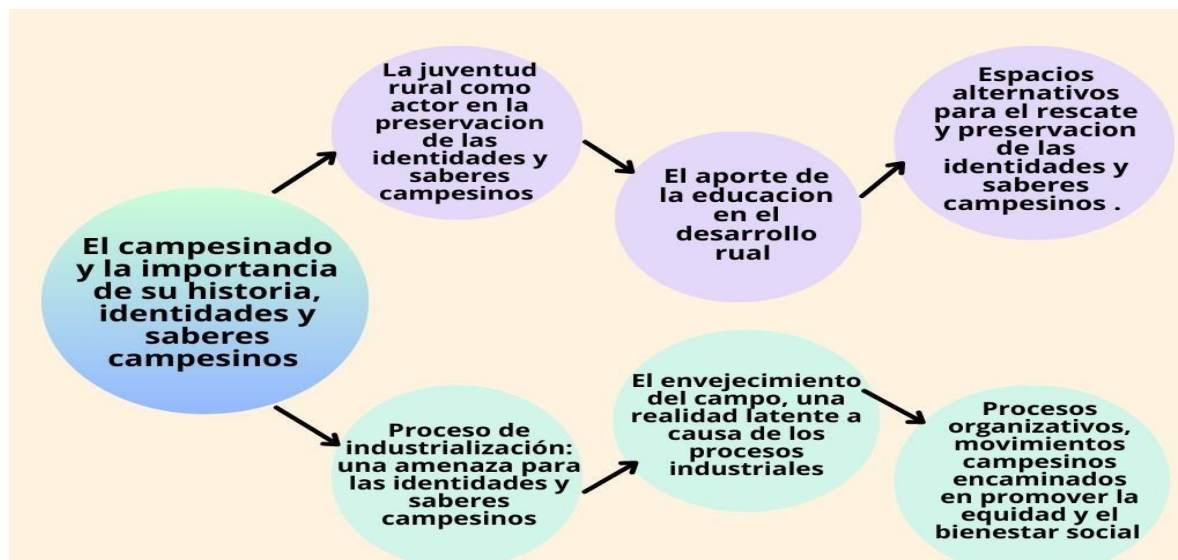 El campesinado
y la importancia
de su historia,
identidades y
saberes
campesinos
La juventud
rural como
actor en la
preservacion
de las
identidades y
saberes
campesinos
El aporte de
la educacion
en el
desarrollo
rual
Espacios
alternativos
para el rescate
y preservacion
de las
identidades y
saberes
campesinos .
Proceso de
industrialización:
una amenaza para
las identidades y
saberes
campesinos
El envejecimiento
del campo, una
realidad latente a
causa de los
procesos
industriales
Procesos
organizativos,
movimientos
campesinos
encaminados
en promover la
equidad y el
bienestar social